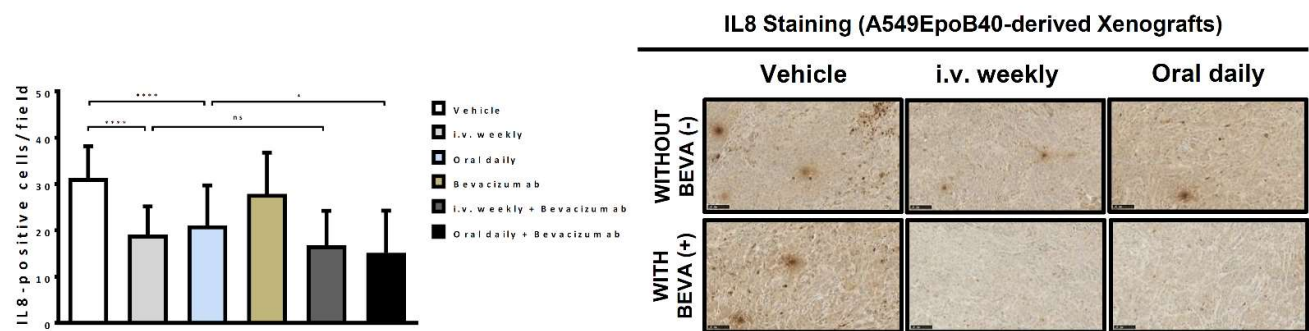 IL8-positive cells/field
50
40
30
20
10
0
****
*
****
ns
Vehicle
i.v. weekly
Oral daily
Bevacizumab
i.v. weekly + Bevacizumab
Oral daily + Bevacizumab
IL8 Staining (A549EpoB40-derived Xenografts)
Vehicle
i.v. weekly
Oral daily
WITHOUT
BEVA (-)
WITH
BEVA (+)